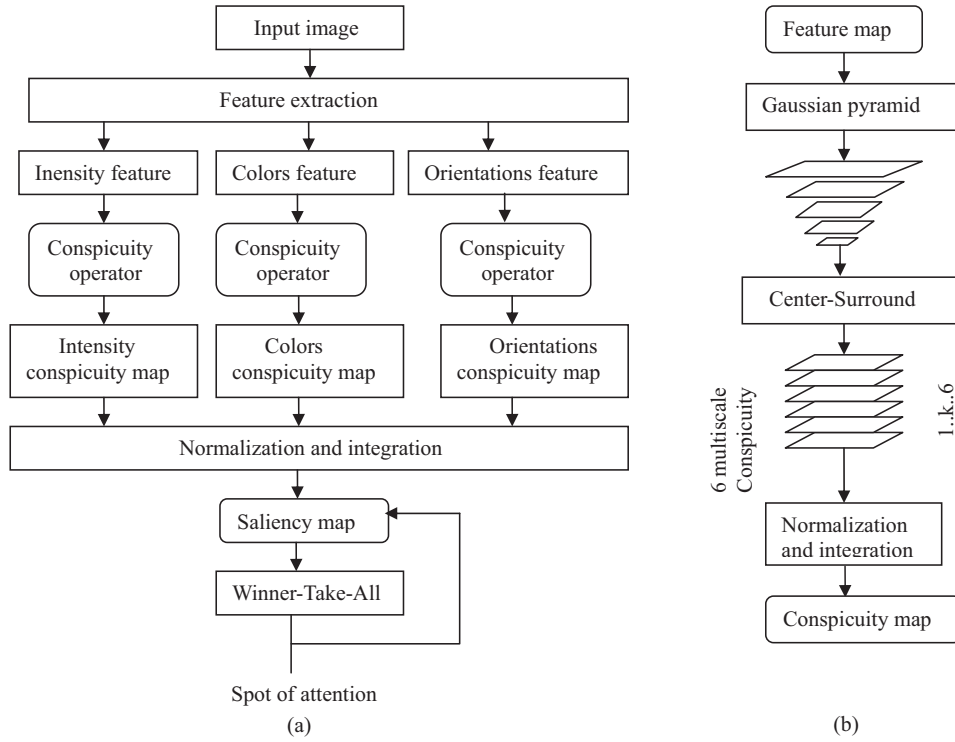 Input image
Feature extraction
Inensity feature
Colors feature
Orientations feature
Conspicuity
operator
Conspicuity
operator
Conspicuity
operator
Intensity
conspicuity map
Colors
conspicuity map
Orientations
conspicuity map
Normalization and integration
Saliency map
Winner-Take-All
Spot of attention
(a)
Feature map
Gaussian pyramid
Center-Surround
6 multiscale
Conspicuity
1..k..6
Normalization
and integration
Conspicuity map
(b)